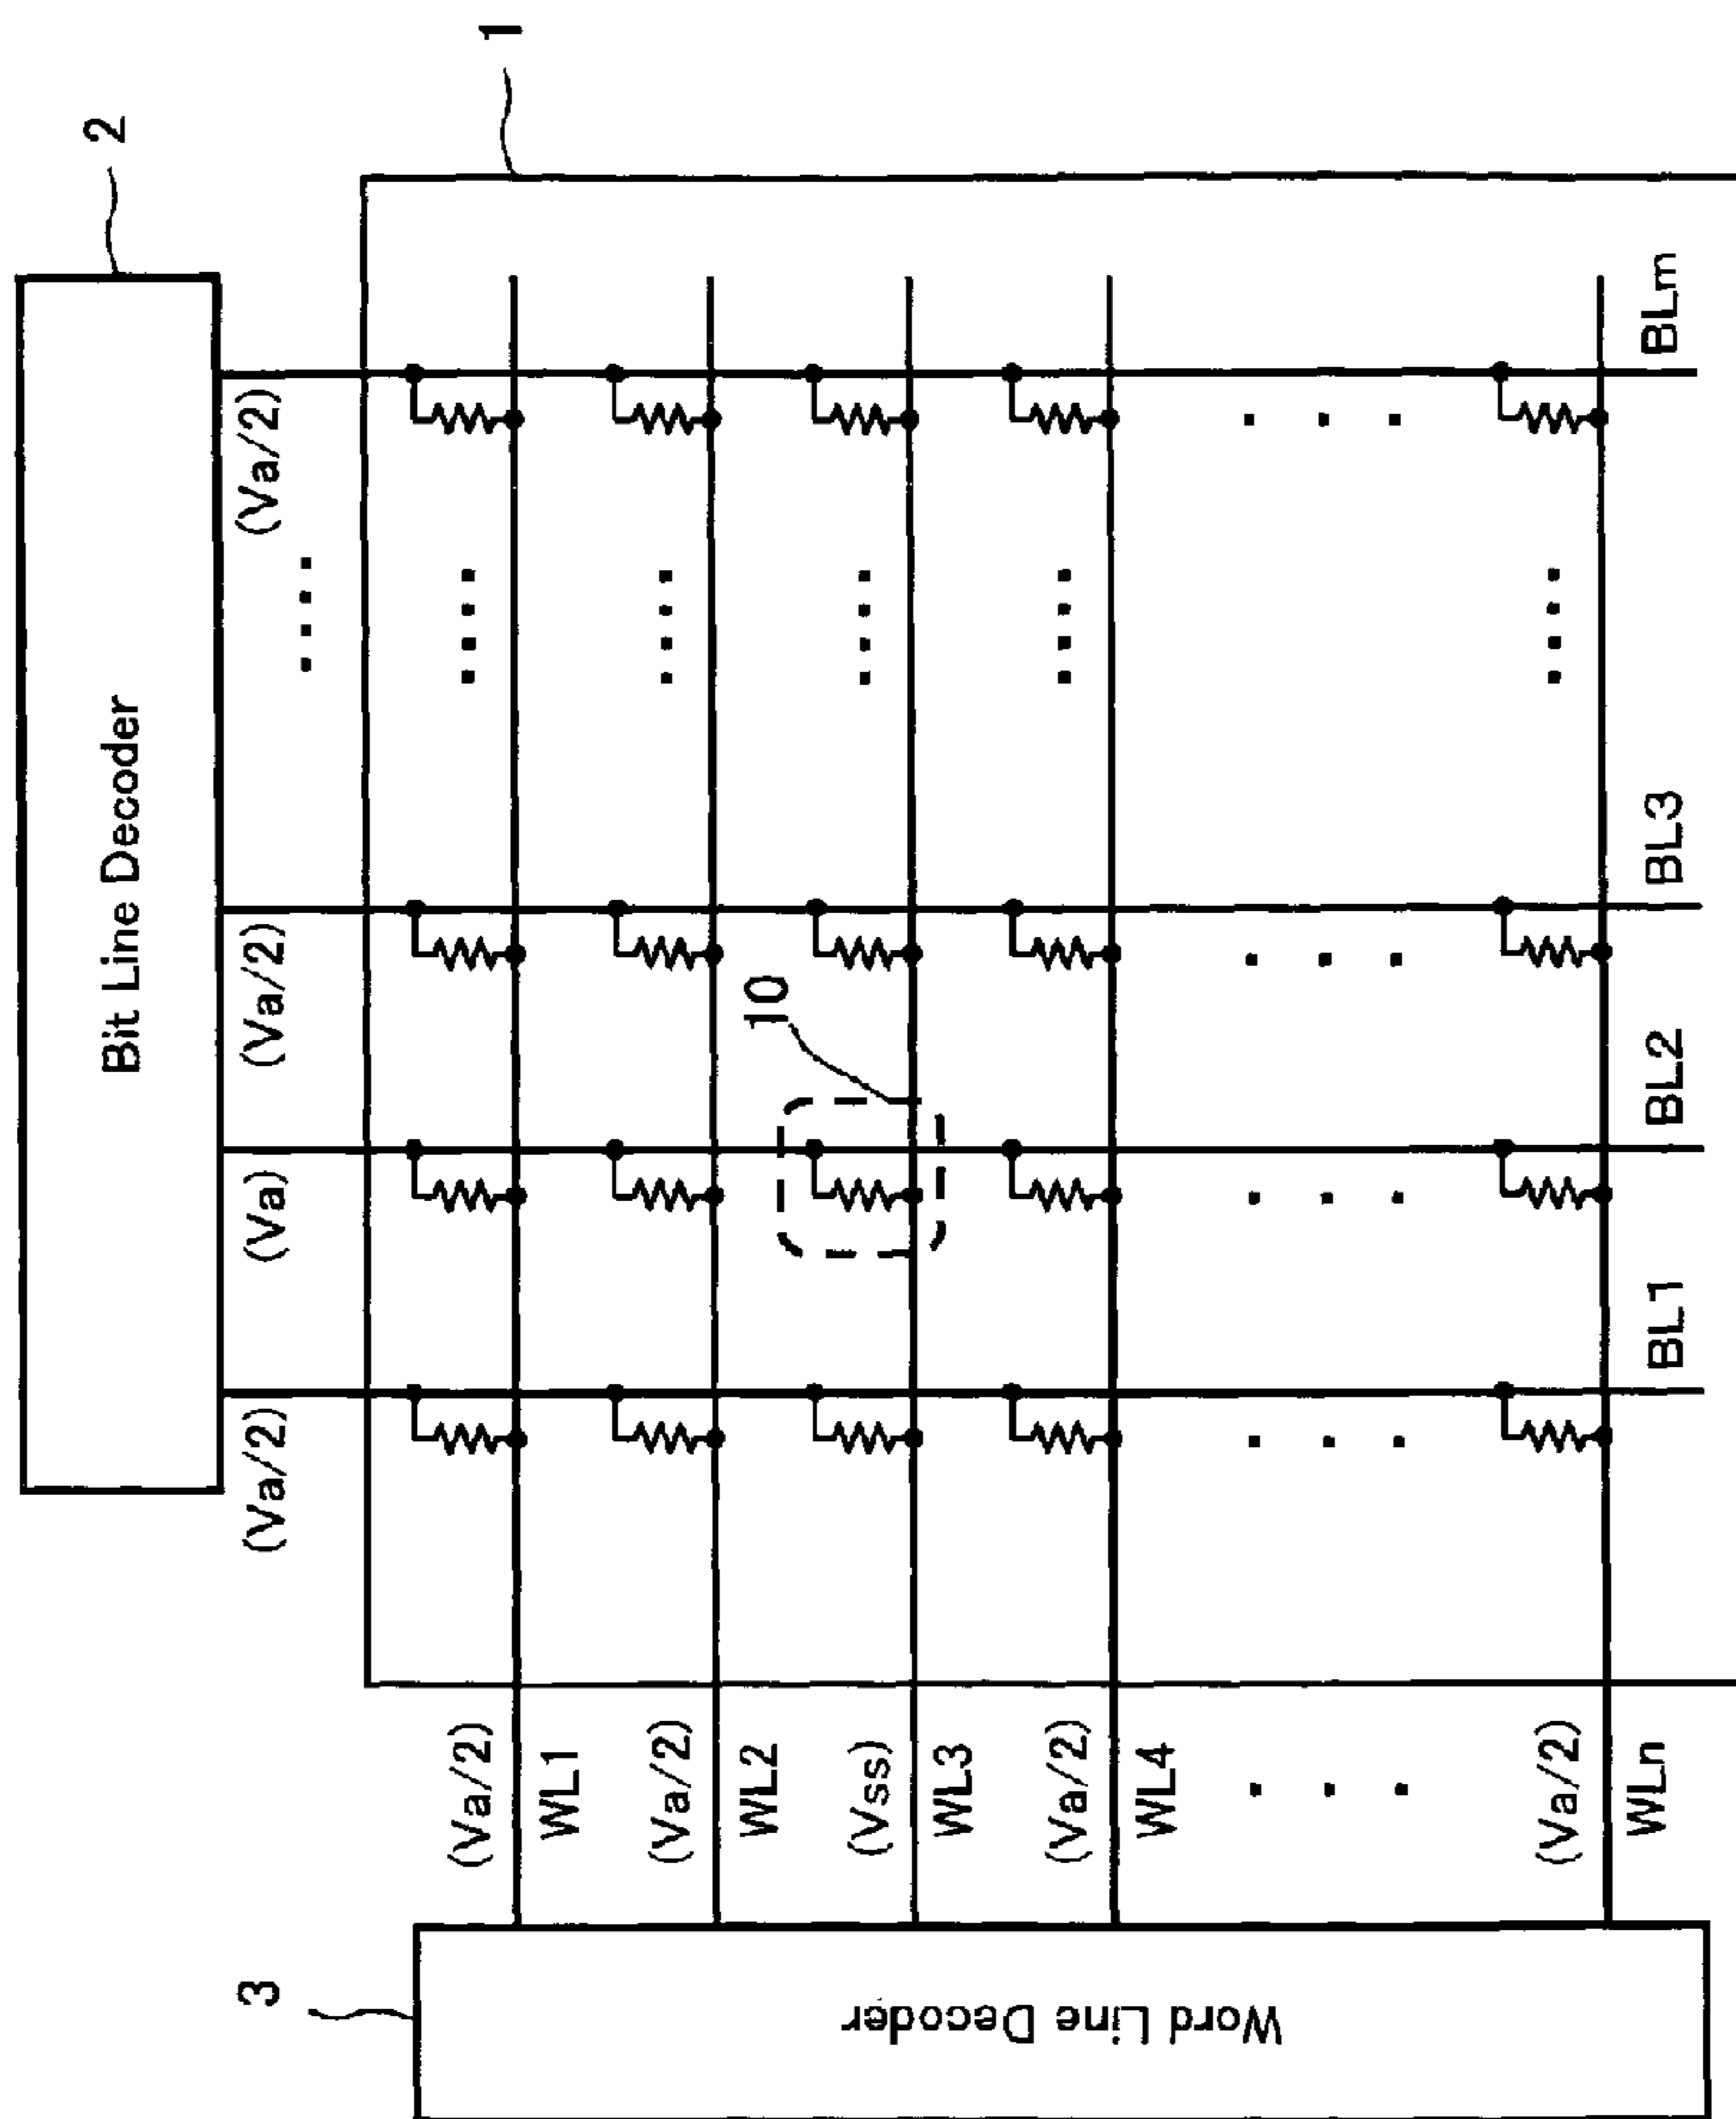 2
Bit Line Decoder
1
(Va/2)
(Va)
(Va/2)
(Va/2)
3
Word Line Decoder
(Va/2)
WL1
(Va/2)
WL2
10
(Vss)
WL3
(Va/2)
WL4
(Va/2)
WLn
BL1
BL2
BL3
BLm